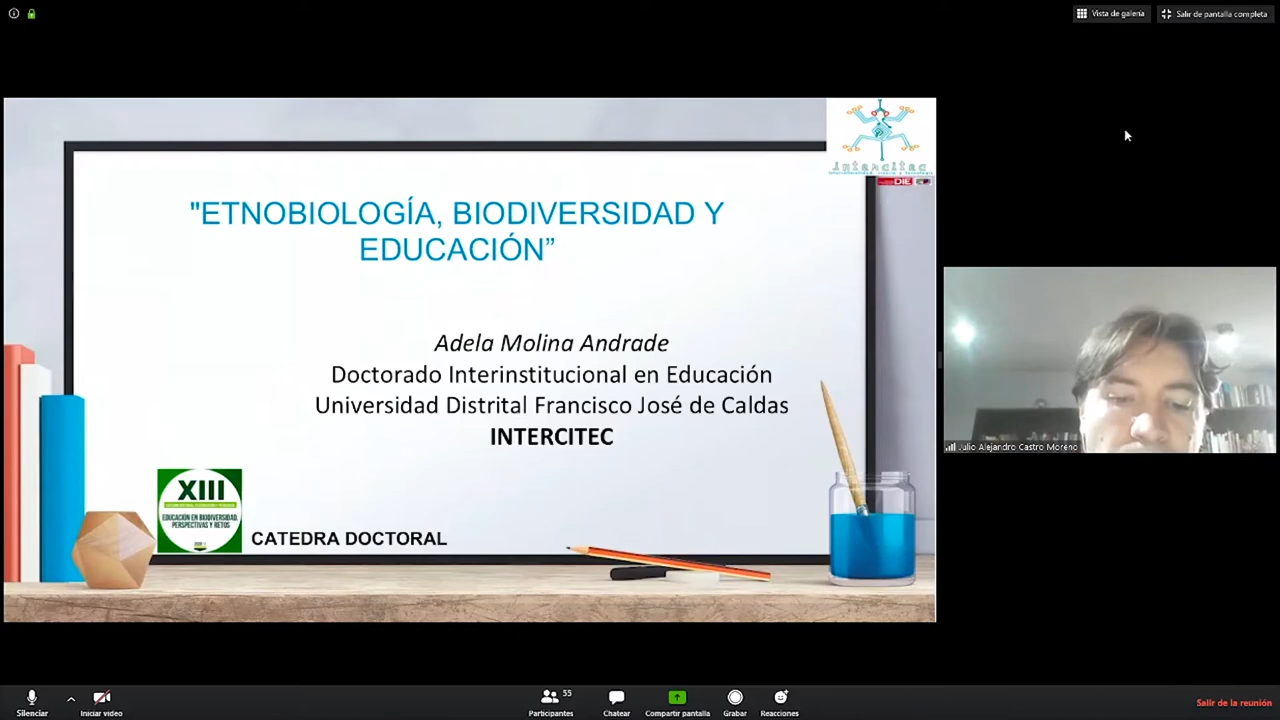 Vista de galería
Salir de pantalla completa
intercitec
DIE
"ETNOBIOLOGÍA, BIODIVERSIDAD Y
EDUCACIÓN”
Adela Molina Andrade
Doctorado Interinstitucional en Educación
Universidad Distrital Francisco José de Caldas
INTERCITEC
XIII
EDUCACIÓN EN BIODIVERSIDAD,
PERSPECTIVAS Y RETOS
CATEDRA DOCTORAL
Julio Alejandro Castro Moreno
Silenciar
Iniciar video
Participantes
55
Chatear
Compartir pantalla
Grabar
Reacciones
Salir de la reunión